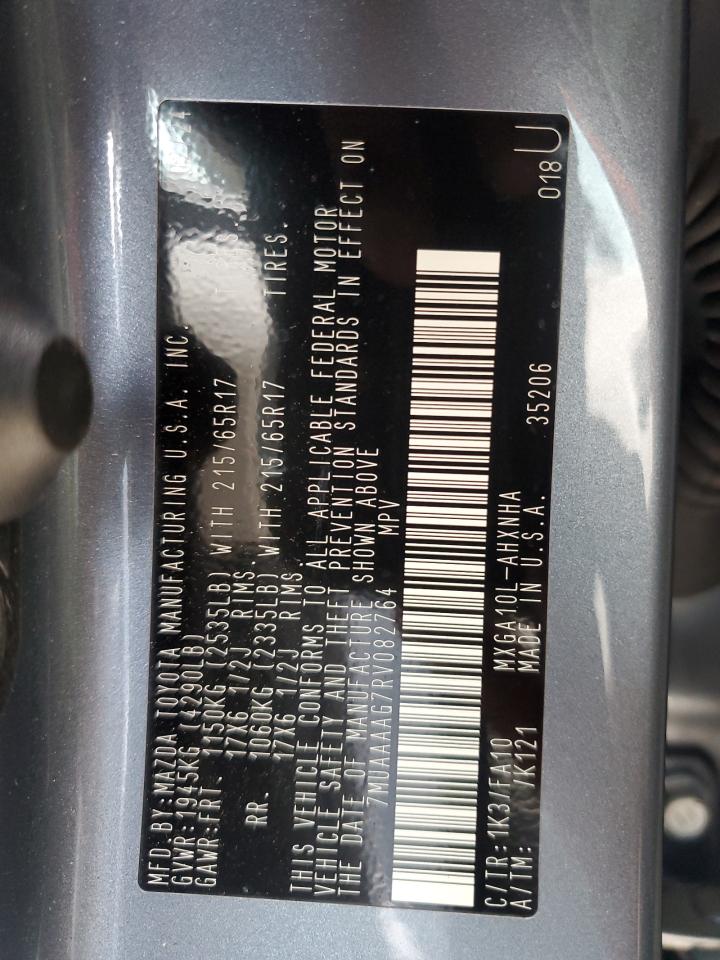 MFD.BY:MAZDA TOYOTA MANUFACTURING U.S.A. INC. 24
GVWR:1945KG(4290LB)
GAWR:FRT. 1150KG (2535LB) WITH 215/65R17
17X6 1/2J RIMS.
RR. 1060KG (2335LB) WITH 215/65R17 TIRES.
17X6 1/2J RIMS.
THIS VEHICLE CONFORMS TO ALL APPLICABLE FEDERAL MOTOR
VEHICLE SAFETY AND THEFT PREVENTION STANDARDS IN EFFECT ON
THE DATE OF MANUFACTURE SHOWN ABOVE
7MUAAAAG7RV082764 MPV
C/TR:1K3/FA10 MXGA10L-AHXNHA 018U
A/TM: /K121 MADE IN U.S.A. 35206